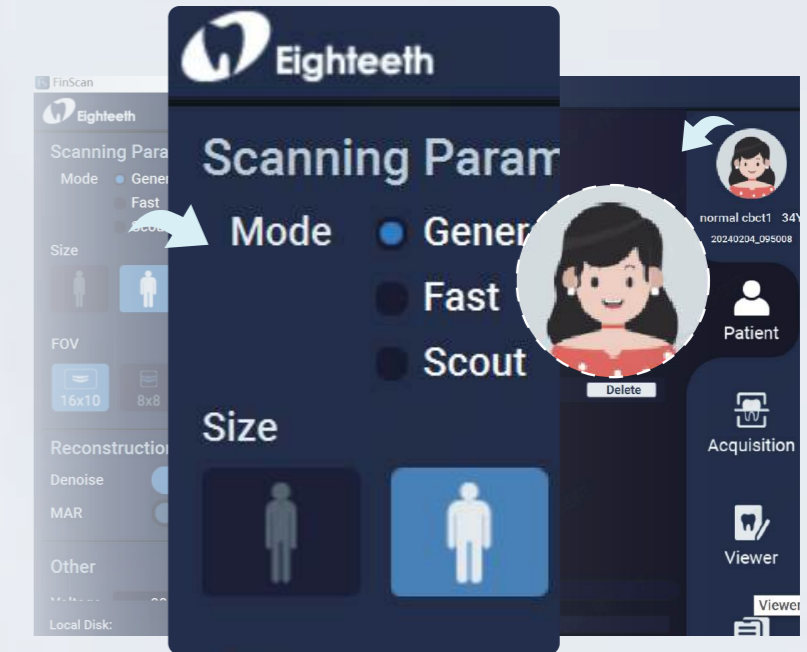 FinScan
Eighteeth
Scanning Para
Mode
Gener
Fast
Size
FOV
16x10
8x8
Reconstruction
Denoise
MAR
Other
Local Disk:
Eighteeth
Scanning Param
Mode
Gener
Fast
Scout
Size
Delete
normal cbct1 34Y
20240204_095008
Patient
Acquisition
Viewer
Viewer